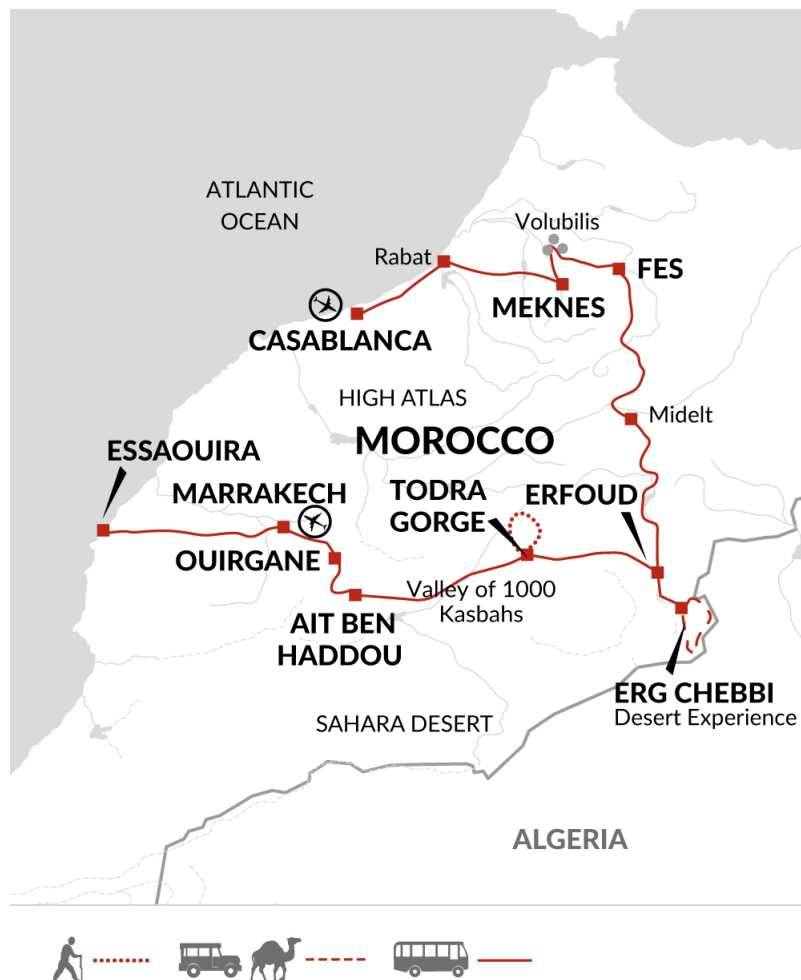 ATLANTIC
OCEAN
Volubilis
Rabat
FES
MEKNES
CASABLANCA
HIGH ATLAS
Midelt
MOROCCO
ESSAOUIRA
MARRAKECH
TODRA
GORGE
ERFOUD
OUIRGANE
Valley of 1000
Kasbahs
AIT BEN
HADDOU
ERG CHEBBI
Desert Experience
SAHARA DESERT
ALGERIA